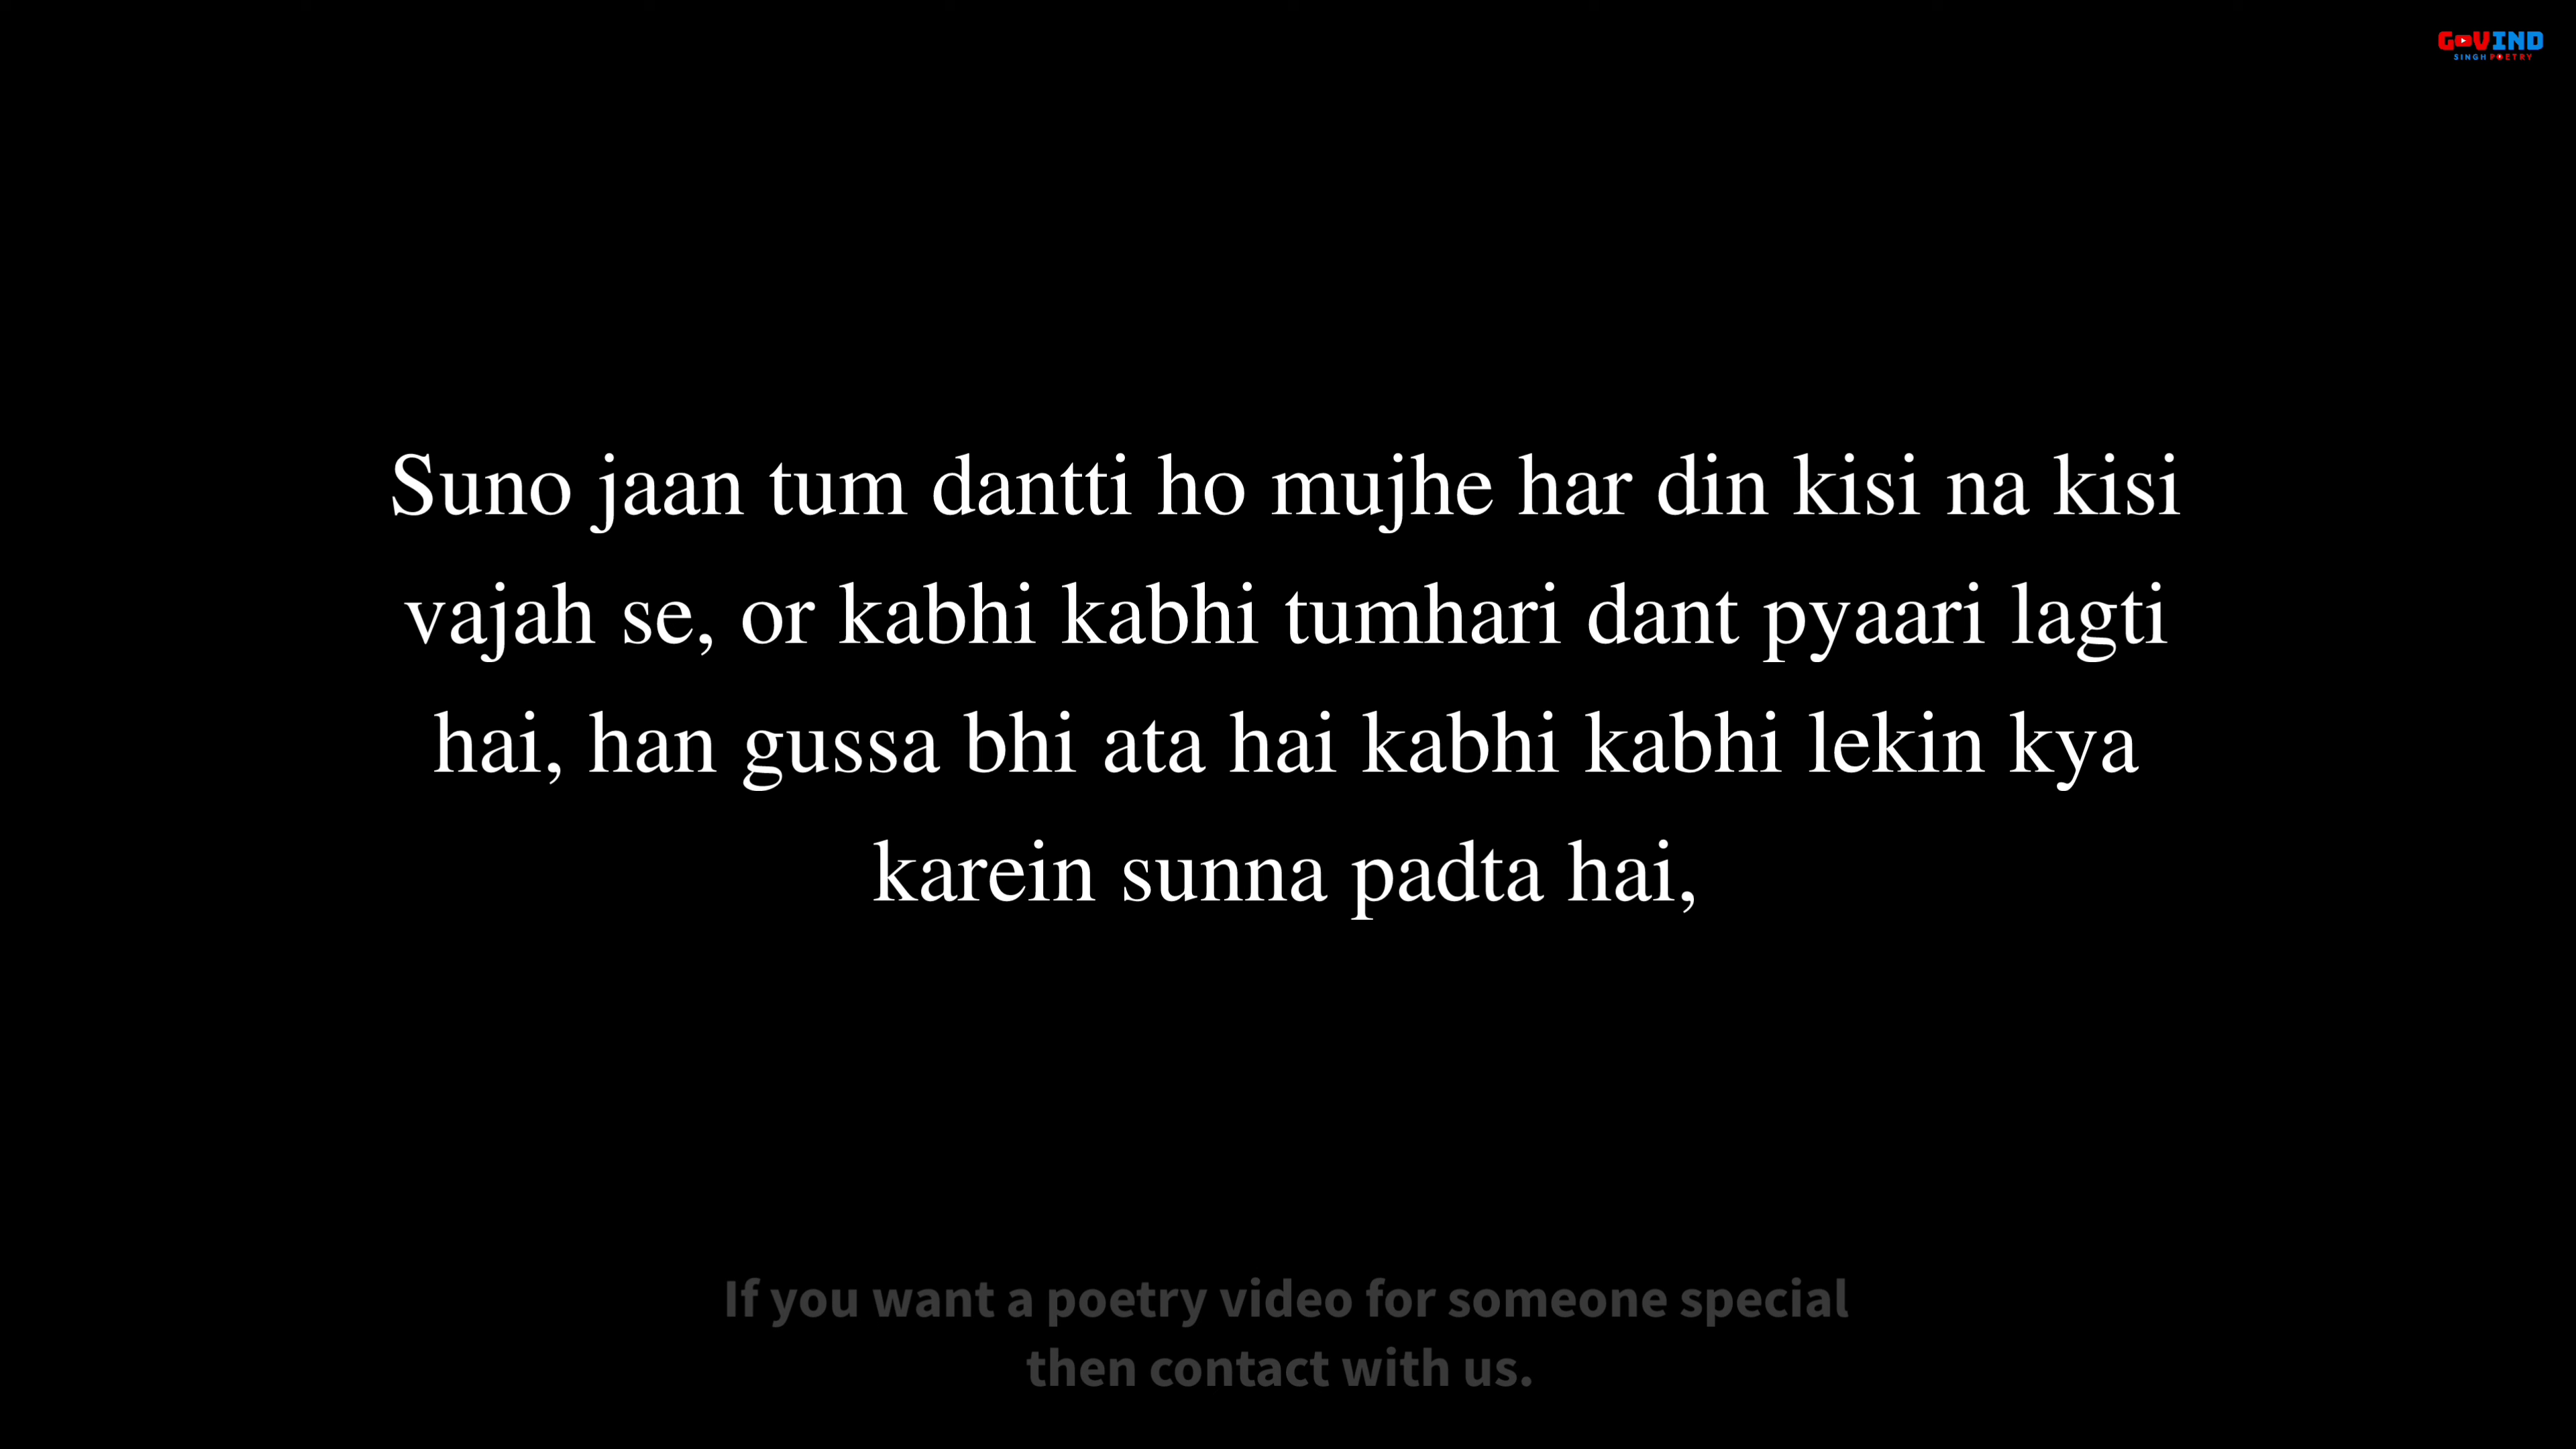 GOVIND
SINGH POETRY
Suno jaan tum dantti ho mujhe har din kisi na kisi
vajah se, or kabhi kabhi tumhari dant pyaari lagti
hai, han gussa bhi ata hai kabhi kabhi lekin kya
karein sunna padta hai,
If you want a poetry video for someone special
then contact with us.